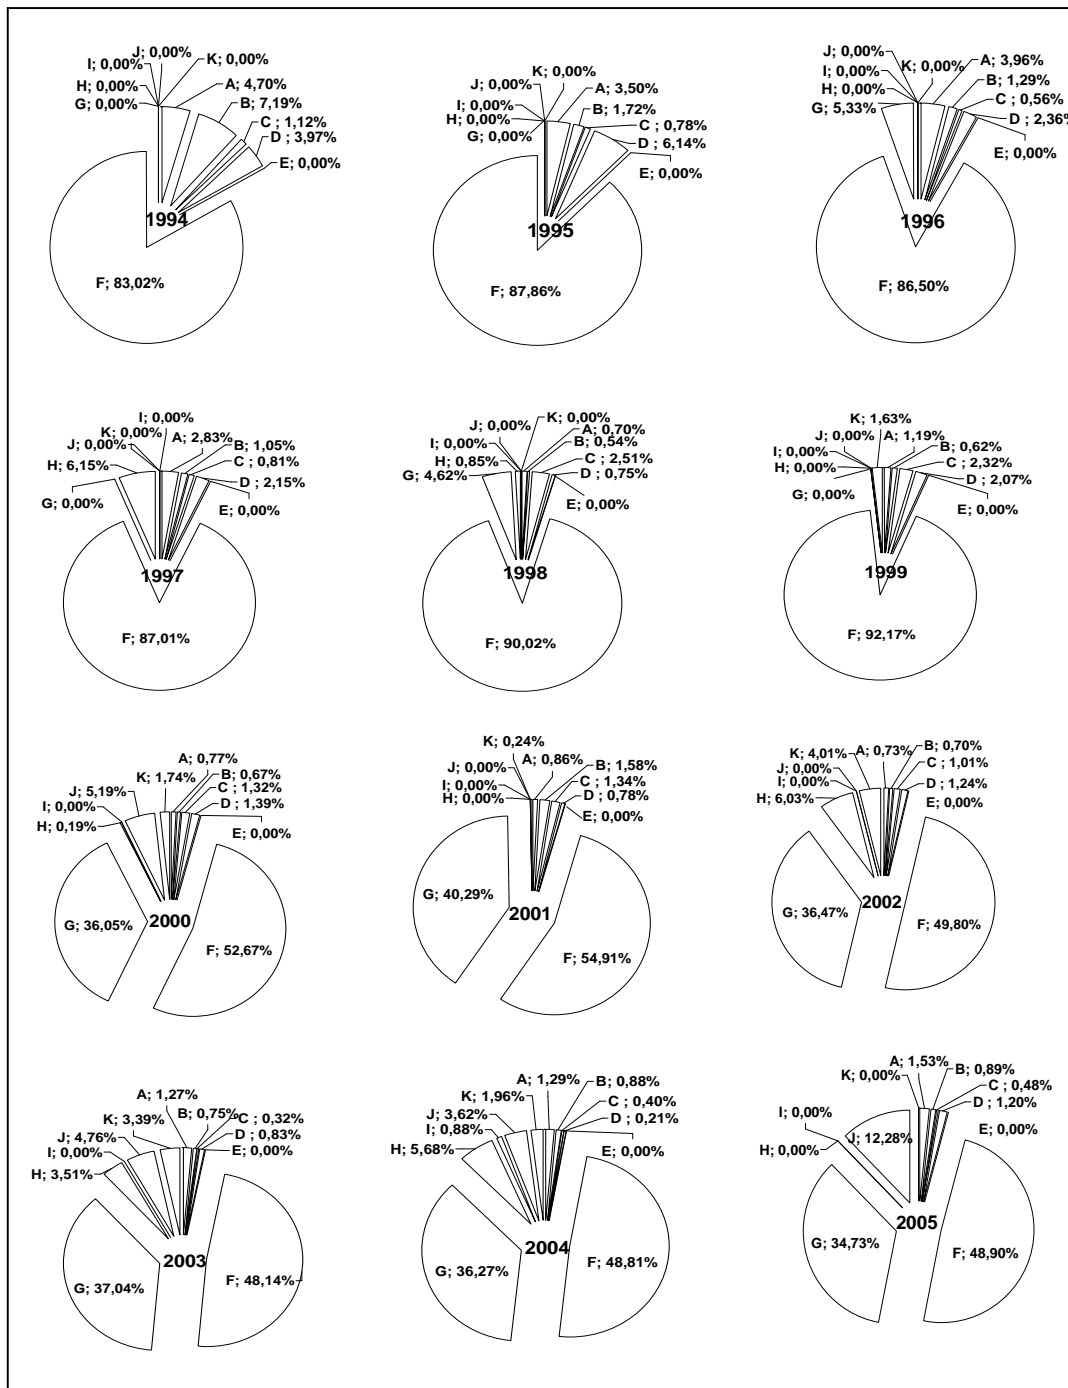 J; 0,00%
I; 0,00%
K; 0,00%
H; 0,00%
A; 4,70%
G; 0,00%
B; 7,19%
C ; 1,12%
D ; 3,97%
E; 0,00%
1994
F; 83,02%
K; 0,00%
J; 0,00%
A; 3,50%
I; 0,00%
B; 1,72%
H; 0,00%
C ; 0,78%
G; 0,00%
D ; 6,14%
E; 0,00%
1995
F; 87,86%
J; 0,00%
A; 3,96%
I; 0,00%
K; 0,00%
B; 1,29%
H; 0,00%
C ; 0,56%
G; 5,33%
D ; 2,36%
E; 0,00%
1996
F; 86,50%
I; 0,00%
K; 0,00%
J; 0,00%
A; 2,83%
B; 1,05%
H; 6,15%
C ; 0,81%
D ; 2,15%
G; 0,00%
E; 0,00%
1997
F; 87,01%
K; 0,00%
J; 0,00%
A; 0,70%
I; 0,00%
B; 0,54%
H; 0,85%
C ; 2,51%
G; 4,62%
D ; 0,75%
E; 0,00%
1998
F; 90,02%
K; 1,63%
J; 0,00%
A; 1,19%
I; 0,00%
B; 0,62%
H; 0,00%
C ; 2,32%
D ; 2,07%
G; 0,00%
E; 0,00%
1999
F; 92,17%
A; 0,77%
K; 1,74%
B; 0,67%
J; 5,19%
C ; 1,32%
I; 0,00%
D ; 1,39%
H; 0,19%
E; 0,00%
2000
G; 36,05%
F; 52,67%
K; 0,24%
A; 0,86%
J; 0,00%
B; 1,58%
I; 0,00%
C ; 1,34%
H; 0,00%
D ; 0,78%
E; 0,00%
G; 40,29%
2001
F; 54,91%
K; 4,01%
A; 0,73%
B; 0,70%
J; 0,00%
C ; 1,01%
I; 0,00%
D ; 1,24%
H; 6,03%
E; 0,00%
2002
G; 36,47%
F; 49,80%
A; 1,27%
K; 3,39%
B; 0,75%
C ; 0,32%
J; 4,76%
D ; 0,83%
I; 0,00%
E; 0,00%
H; 3,51%
2003
G; 37,04%
F; 48,14%
A; 1,29%
K; 1,96%
B; 0,88%
J; 3,62%
C ; 0,40%
I; 0,88%
D ; 0,21%
H; 5,68%
E; 0,00%
2004
G; 36,27%
F; 48,81%
A; 1,53%
K; 0,00%
B; 0,89%
C ; 0,48%
I; 0,00%
D ; 1,20%
E; 0,00%
J; 12,28%
H; 0,00%
2005
G; 34,73%
F; 48,90%